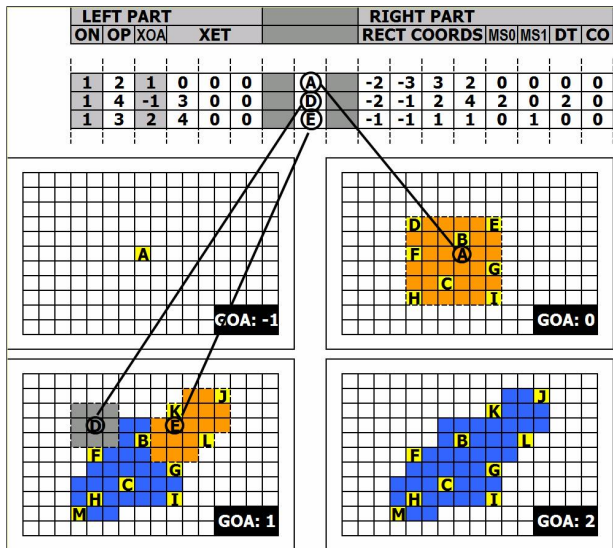 LEFT PART RIGHT PART
ON OP XOA XET RECT COORDS MS0 MS1 DT CO
1 2 1 0 0 0 A -2 -3 3 2 0 0 0 0
1 4 -1 3 0 0 D -2 -1 2 4 2 0 2 0
1 3 2 4 0 0 E -1 -1 1 1 0 1 0 0
A
GOA: -1
D E
B
F A
G
C
H I
GOA: 0
J
K
D E
B L
F
G
C
H I
M
GOA: 1
J
K
B L
F
G
C
H I
M
GOA: 2